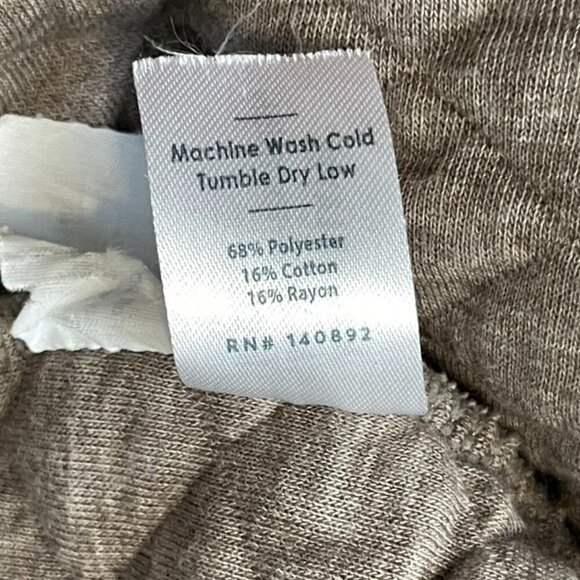 Machine Wash Cold
Tumble Dry Low
68% Polyester
16% Cotton
16% Rayon
RN# 140892